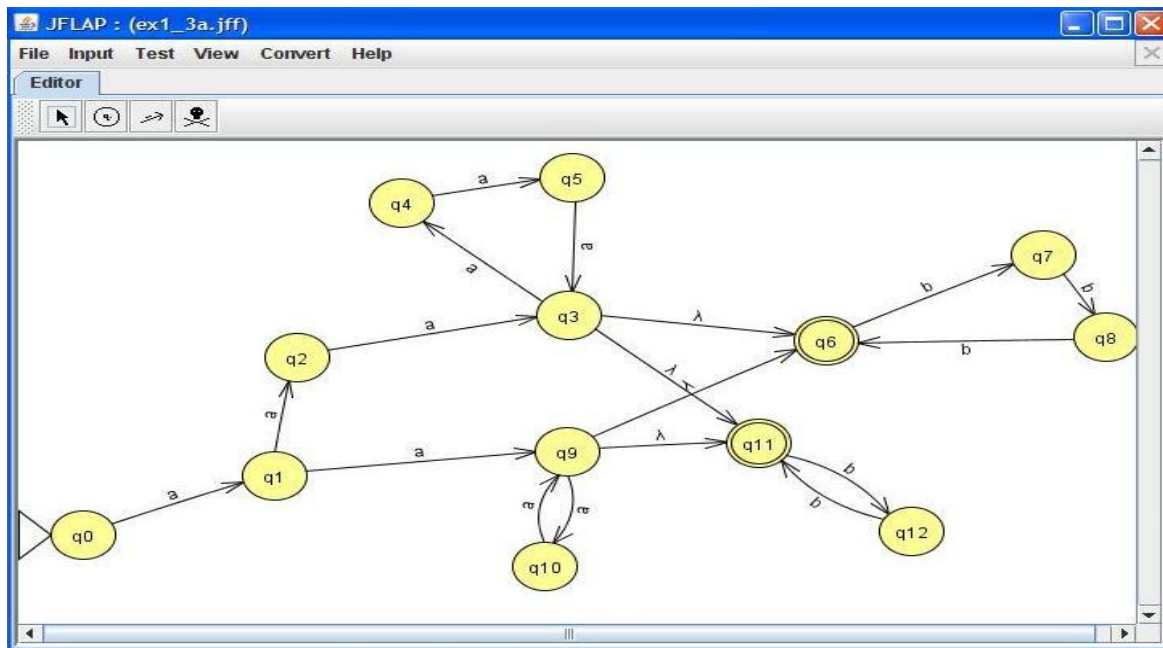 JFLAP : (ex1_3a.jff)
File Input Test View Convert Help
Editor
q5
a
q4
a
a
q7
b
b
q3
λ
a
q6
q8
b
q2
λ
λ
a
q11
λ
q9
a
b
q1
b
a
a
a
q12
q0
q10